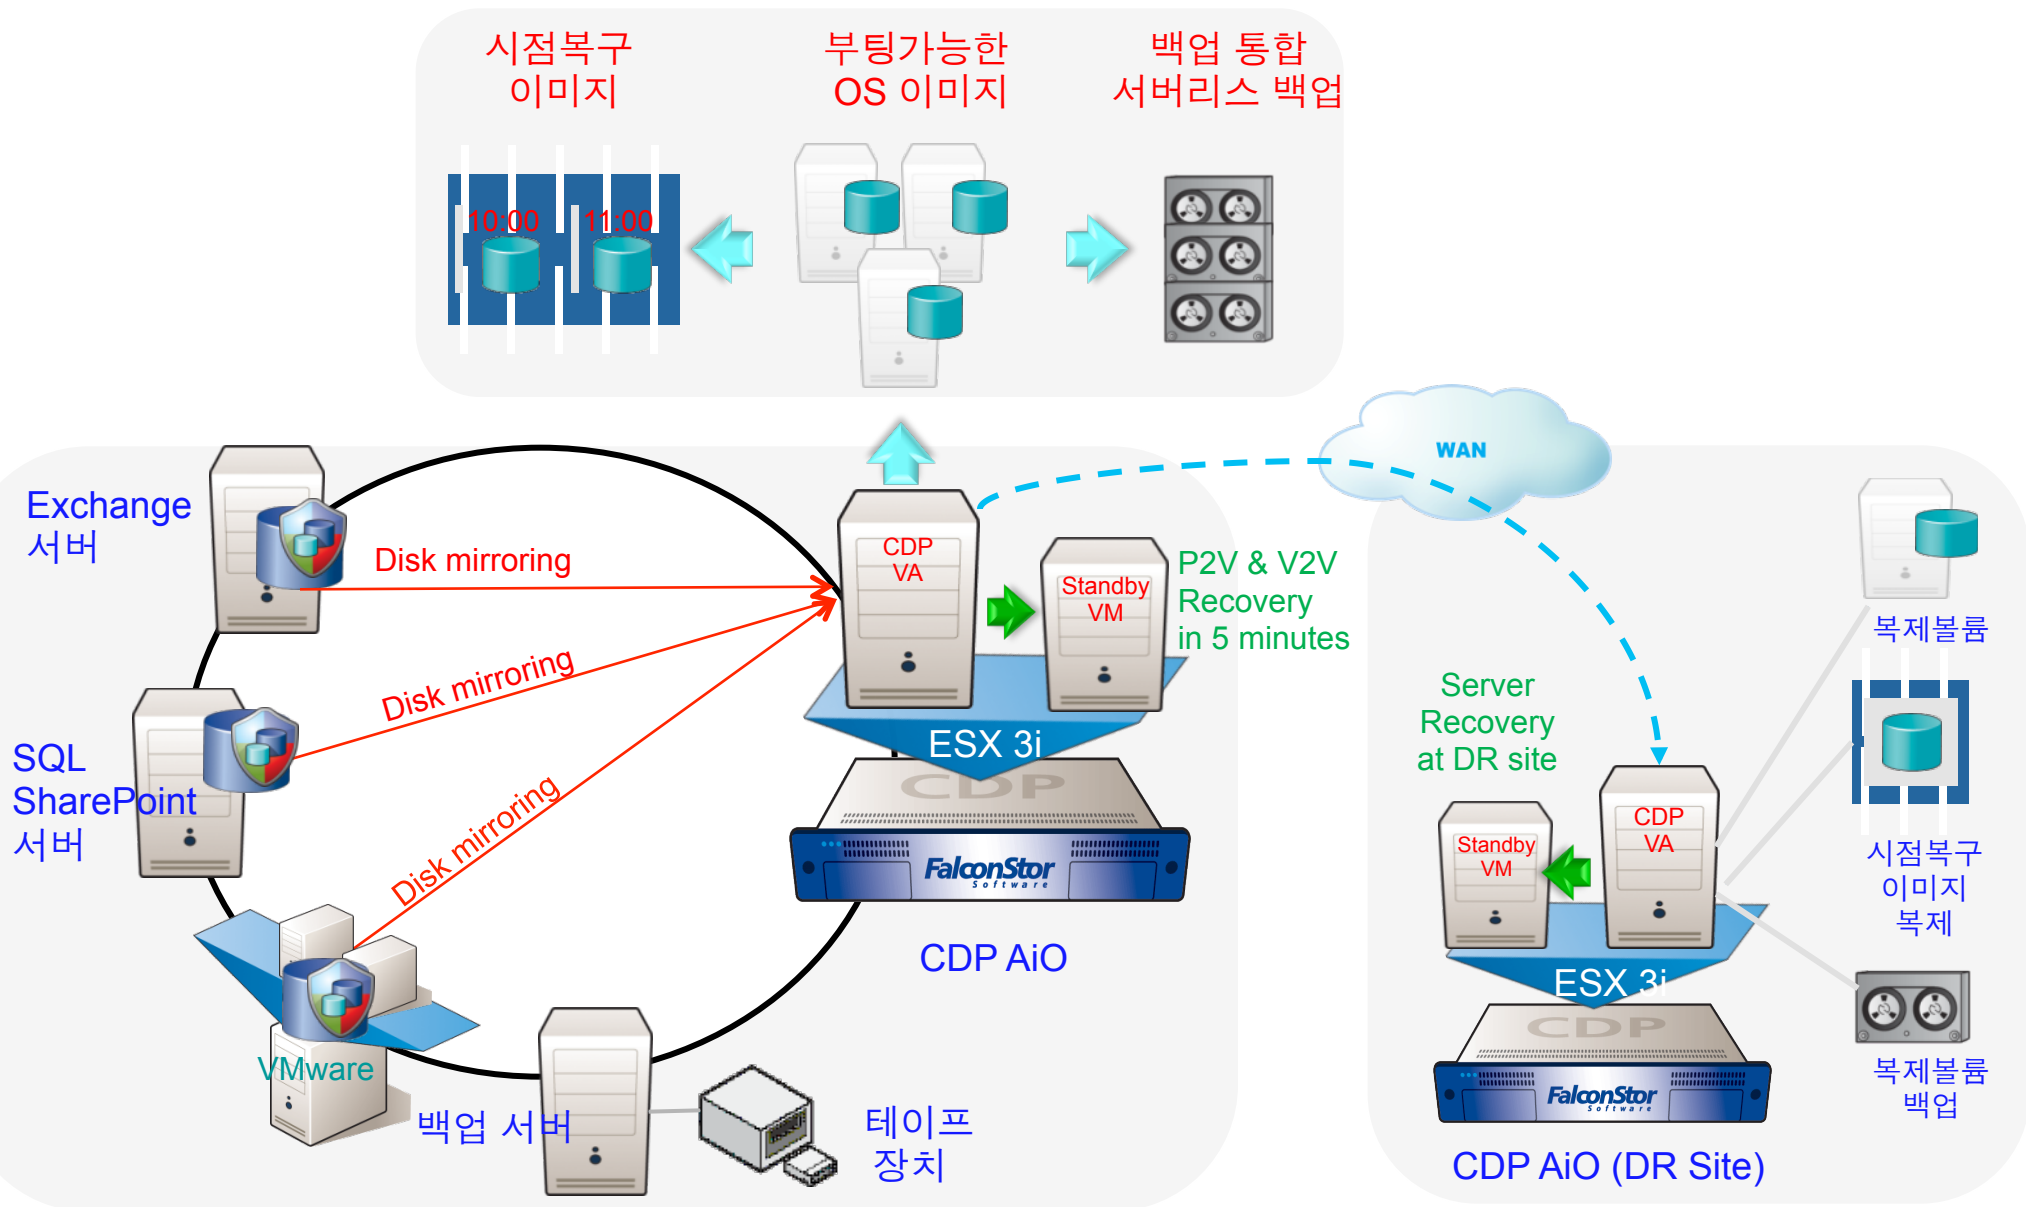 시점복구
이미지
부팅가능한
OS 이미지
백업 통합
서버리스 백업
10:00
11:00
WAN
Exchange
서버
Disk mirroring
CDP
VA
Standby
VM
P2V & V2V
Recovery
in 5 minutes
복제볼륨
SQL
SharePoint
서버
Disk mirroring
Disk mirroring
ESX 3i
CDP
FalconStor
Software
CDP AiO
Server
Recovery
at DR site
Standby
VM
CDP
VA
시점복구
이미지
복제
ESX 3i
CDP
FalconStor
Software
복제볼륨
백업
VMware
백업 서버
테이프
장치
CDP AiO (DR Site)